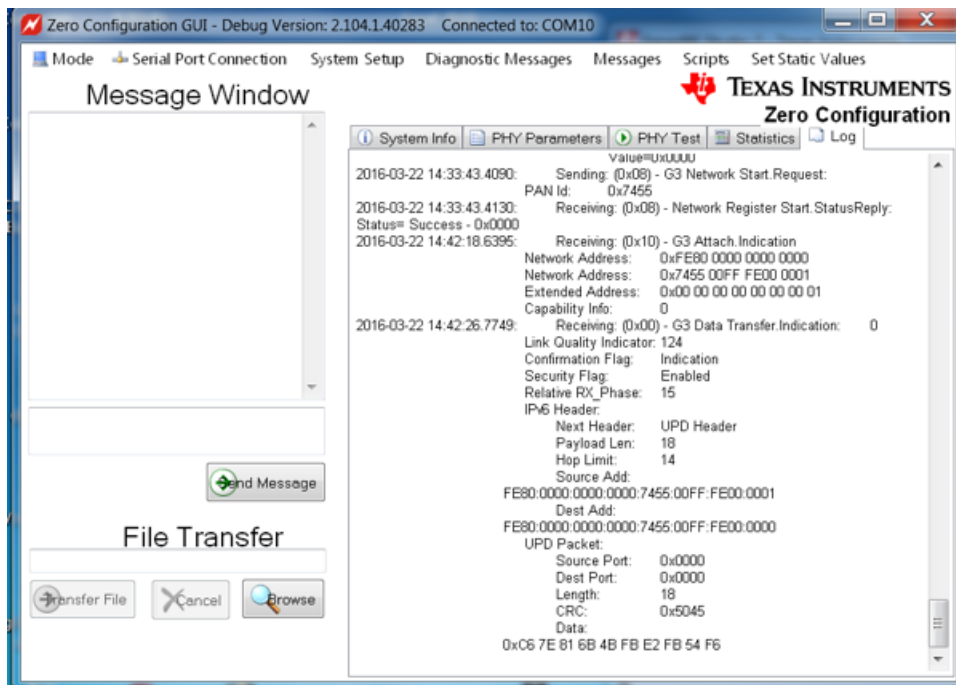 Zero Configuration GUI - Debug Version: 2.104.1.40283 Connected to: COM10
Mode Serial Port Connection System Setup Diagnostic Messages Messages Scripts Set Static Values
TEXAS INSTRUMENTS
Zero Configuration
Message Window
System Info PHY Parameters PHY Test Statistics Log
Value=0x0000
2016-03-22 14:33:43.4090: Sending: (0x08) - G3 Network Start.Request:
PAN Id: 0x7455
2016-03-22 14:33:43.4130: Receiving: (0x08) - Network Register Start.StatusReply:
Status= Success - 0x0000
2016-03-22 14:42:18.6395: Receiving: (0x10) - G3 Attach.Indication
Network Address: 0xFE80 0000 0000 0000
Network Address: 0x7455 00FF FE00 0001
Extended Address: 0x00 00 00 00 00 00 00 01
Capability Info: 0
2016-03-22 14:42:26.7749: Receiving: (0x00) - G3 Data Transfer.Indication: 0
Link Quality Indicator: 124
Confirmation Flag: Indication
Security Flag: Enabled
Relative RX_Phase: 15
IPv6 Header:
Next Header: UPD Header
Payload Len: 18
Hop Limit: 14
Source Add:
FE80:0000:0000:0000:7455:00FF:FE00:0001
Dest Add:
FE80:0000:0000:0000:7455:00FF:FE00:0000
UPD Packet:
Source Port: 0x0000
Dest Port: 0x0000
Length: 18
CRC: 0x5045
Data:
0xC6 7E 81 6B 4B FB E2 FB 54 F6
Send Message
File Transfer
Transfer File Cancel Browse